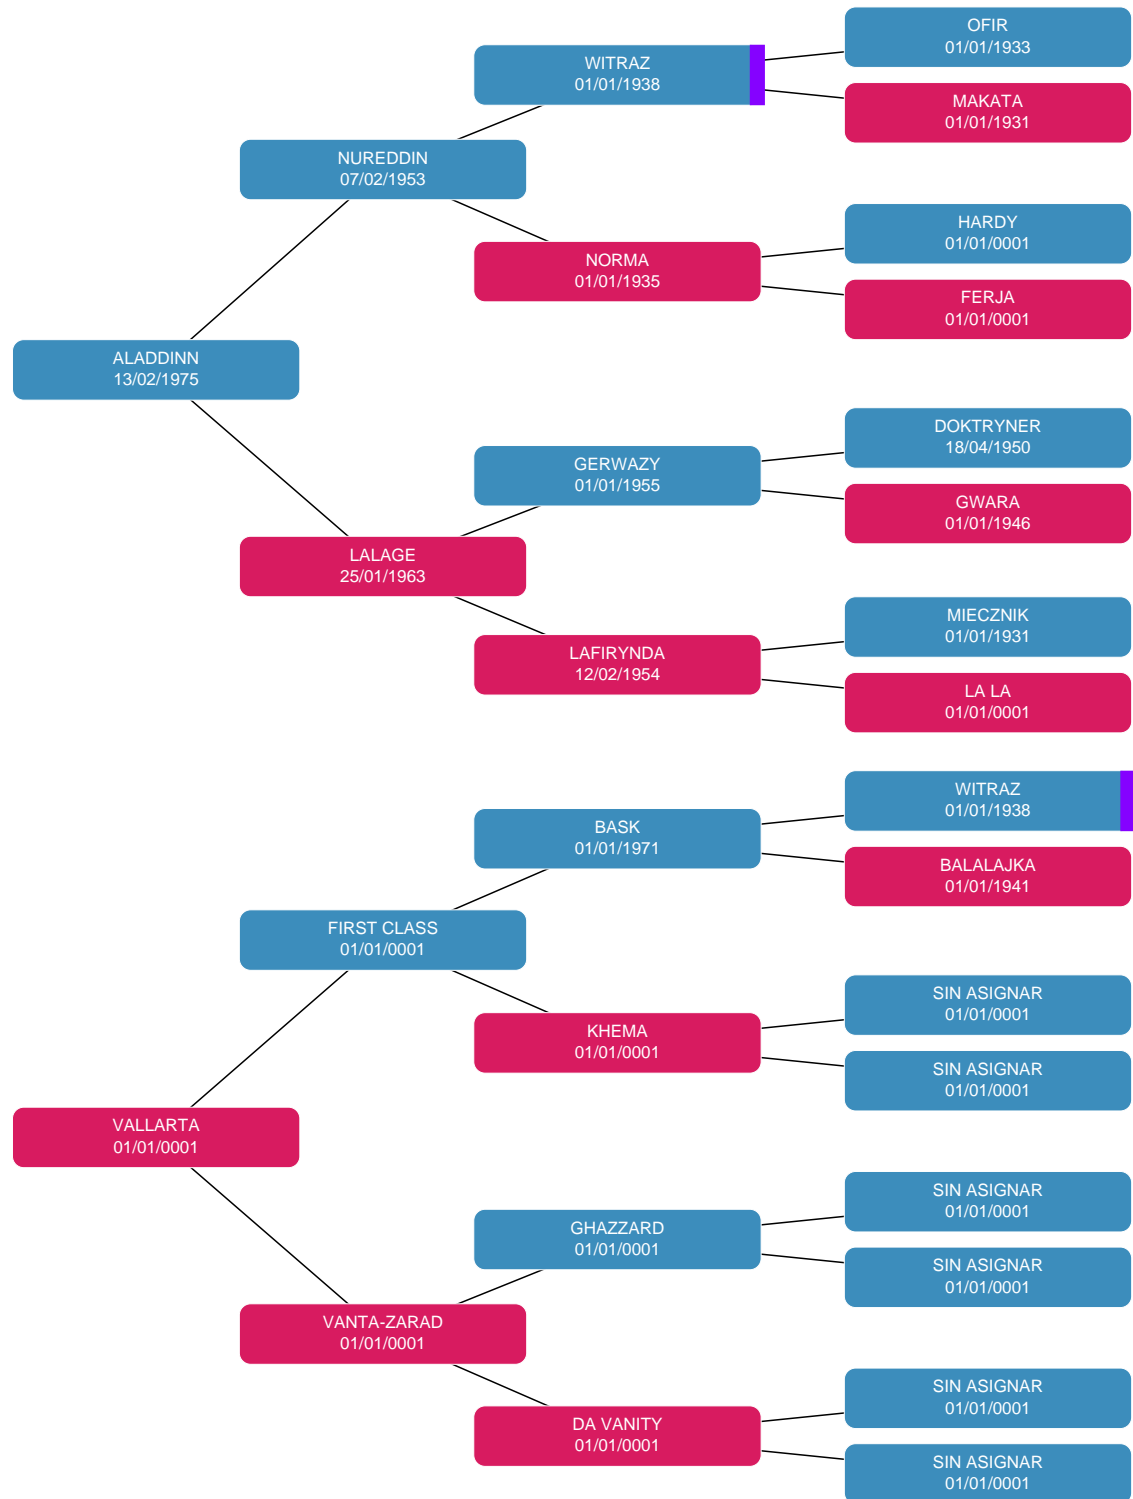 OFIR
01/01/1933
WITRAZ
01/01/1938
MAKATA
01/01/1931
NUREDDIN
07/02/1953
HARDY
01/01/0001
NORMA
01/01/1935
FERJA
01/01/0001
ALADDINN
13/02/1975
DOKTRYNER
18/04/1950
GERWAZY
01/01/1955
GWARA
01/01/1946
LALAGE
25/01/1963
MIECZNIK
01/01/1931
LAFIRYNDA
12/02/1954
LA LA
01/01/0001
WITRAZ
01/01/1938
BASK
01/01/1971
BALALAJKA
01/01/1941
FIRST CLASS
01/01/0001
SIN ASIGNAR
01/01/0001
KHEMA
01/01/0001
SIN ASIGNAR
01/01/0001
VALLARTA
01/01/0001
SIN ASIGNAR
01/01/0001
GHAZZARD
01/01/0001
SIN ASIGNAR
01/01/0001
VANTA-ZARAD
01/01/0001
SIN ASIGNAR
01/01/0001
DA VANITY
01/01/0001
SIN ASIGNAR
01/01/0001